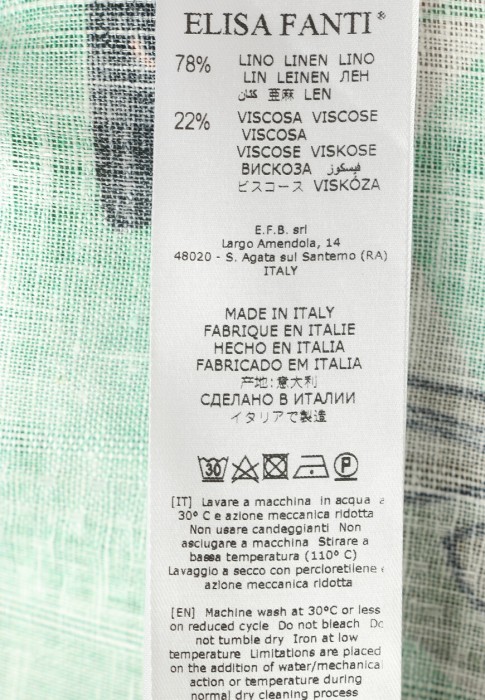 ELISA FANTI®
78% LINO LINEN LINO
LIN LEINEN ЛЕН
كتان 亜麻 LEN
22% VISCOSA VISCOSE
VISCOSA
VISCOSE VISKOSE
ВИСКОЗА فيسكوز
ビスコース VISKÓZA
E.F.B. srl
Largo Amendola, 14
48020 - S. Agata sul Santemo (RA)
ITALY
MADE IN ITALY
FABRIQUE EN ITALIE
HECHO EN ITALIA
FABRICADO EM ITALIA
产地:意大利
СДЕЛАНО В ИТАЛИИ
イタリアで製造
30 P
[IT] Lavare a macchina in acqua a
30° C e azione meccanica ridotta
Non usare candeggianti Non
asciugare a macchina Stirare a
bassa temperatura (110° C)
Lavaggio a secco con percloretilene e
azione meccanica ridotta
[EN] Machine wash at 30°C or less
on reduced cycle Do not bleach Do
not tumble dry Iron at low
temperature Limitations are placed
on the addition of water/mechanical
action or temperature during
normal dry cleaning process